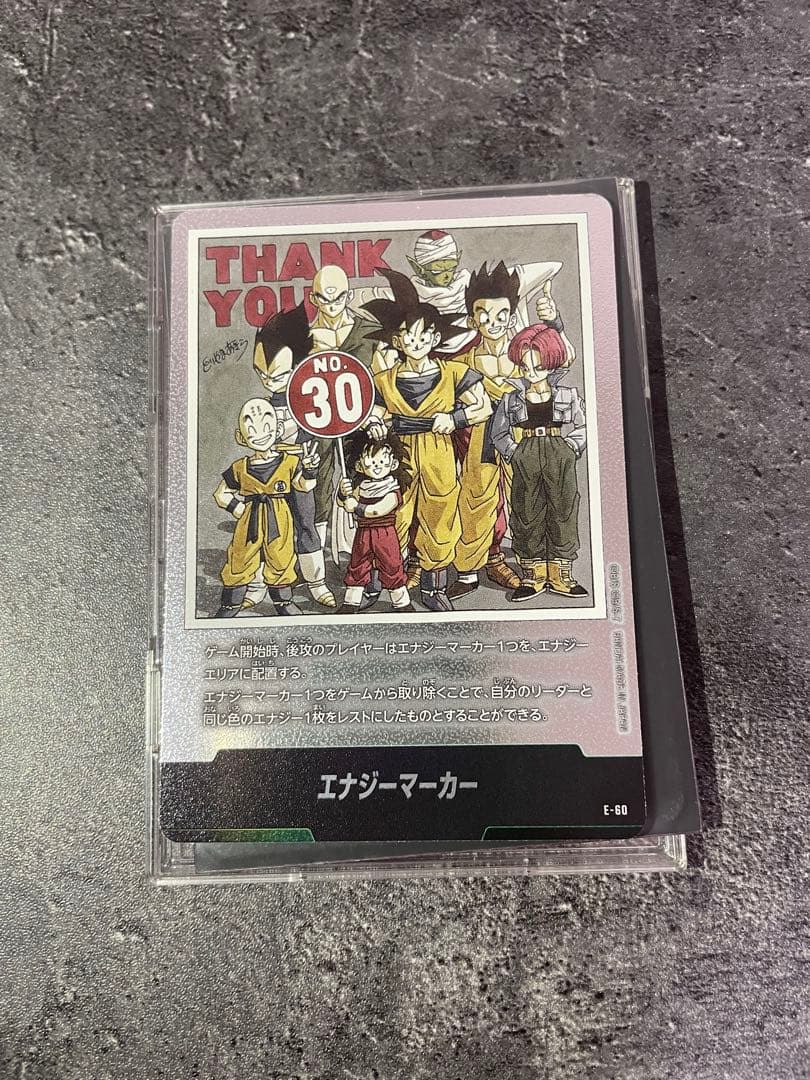 THANK
YOU
NO.
30
ゲーム開始時、後攻のプレイヤーはエナジーマーカー1つを、エナジー
エリアに配置する。
エナジーマーカー1つをゲームから取り除くことで、自分のリーダーと
同じ色のエナジー1枚をレストにしたものとすることができる。
エナジーマーカー
E-60